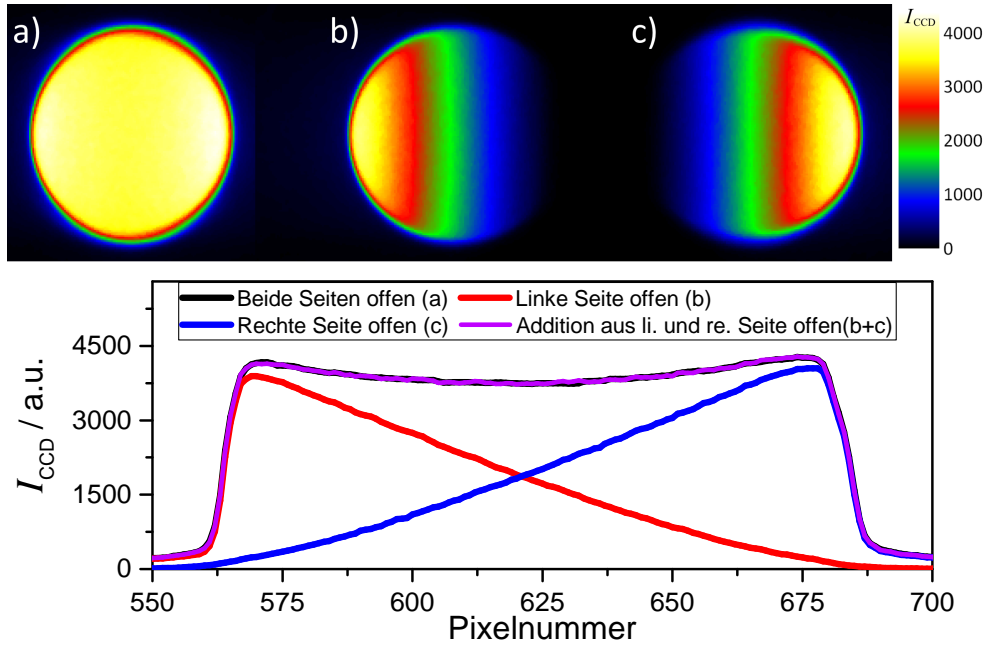 a)
b)
c)
I_CCD
4000
3000
2000
1000
0
Beide Seiten offen (a)
Linke Seite offen (b)
Rechte Seite offen (c)
Addition aus li. und re. Seite offen(b+c)
4500
3000
1500
0
I_CCD / a.u.
550
575
600
625
650
675
700
Pixelnummer